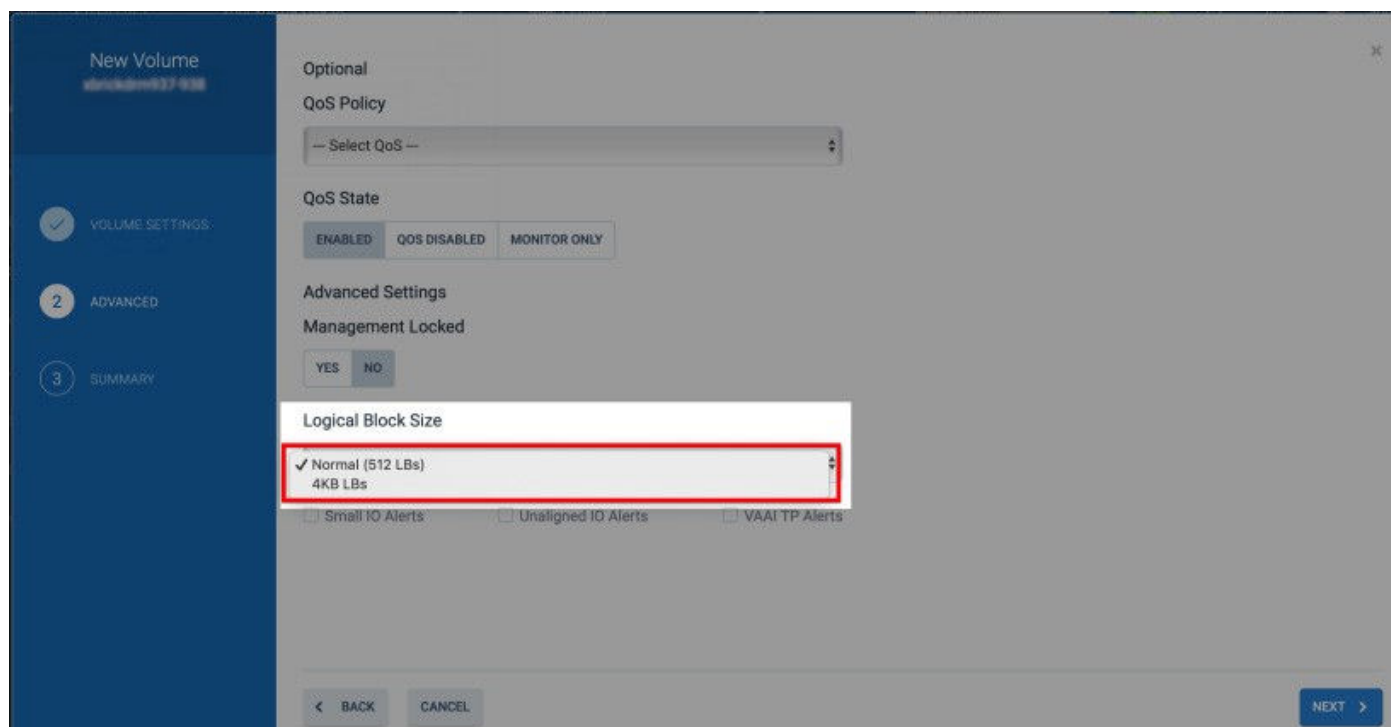 New Volume
VOLUME SETTINGS
2 ADVANCED
3 SUMMARY
Optional
QoS Policy
— Select QoS —
QoS State
ENABLED QOS DISABLED MONITOR ONLY
Advanced Settings
Management Locked
YES NO
Logical Block Size
✓ Normal (512 LBs)
4KB LBs
Small IO Alerts Unaligned IO Alerts VAAI TP Alerts
< BACK CANCEL NEXT >